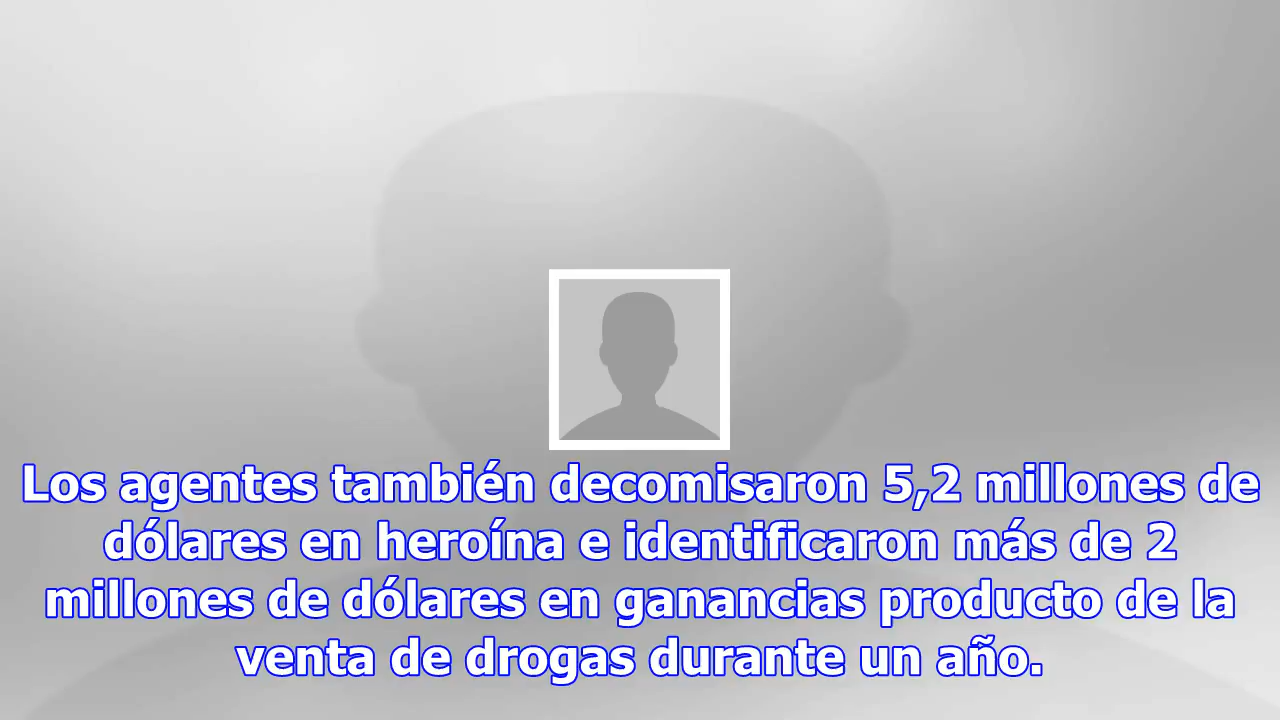 Los agentes también decomisaron 5,2 millones de
dólares en heroína e identificaron más de 2
millones de dólares en ganancias producto de la
venta de drogas durante un año.